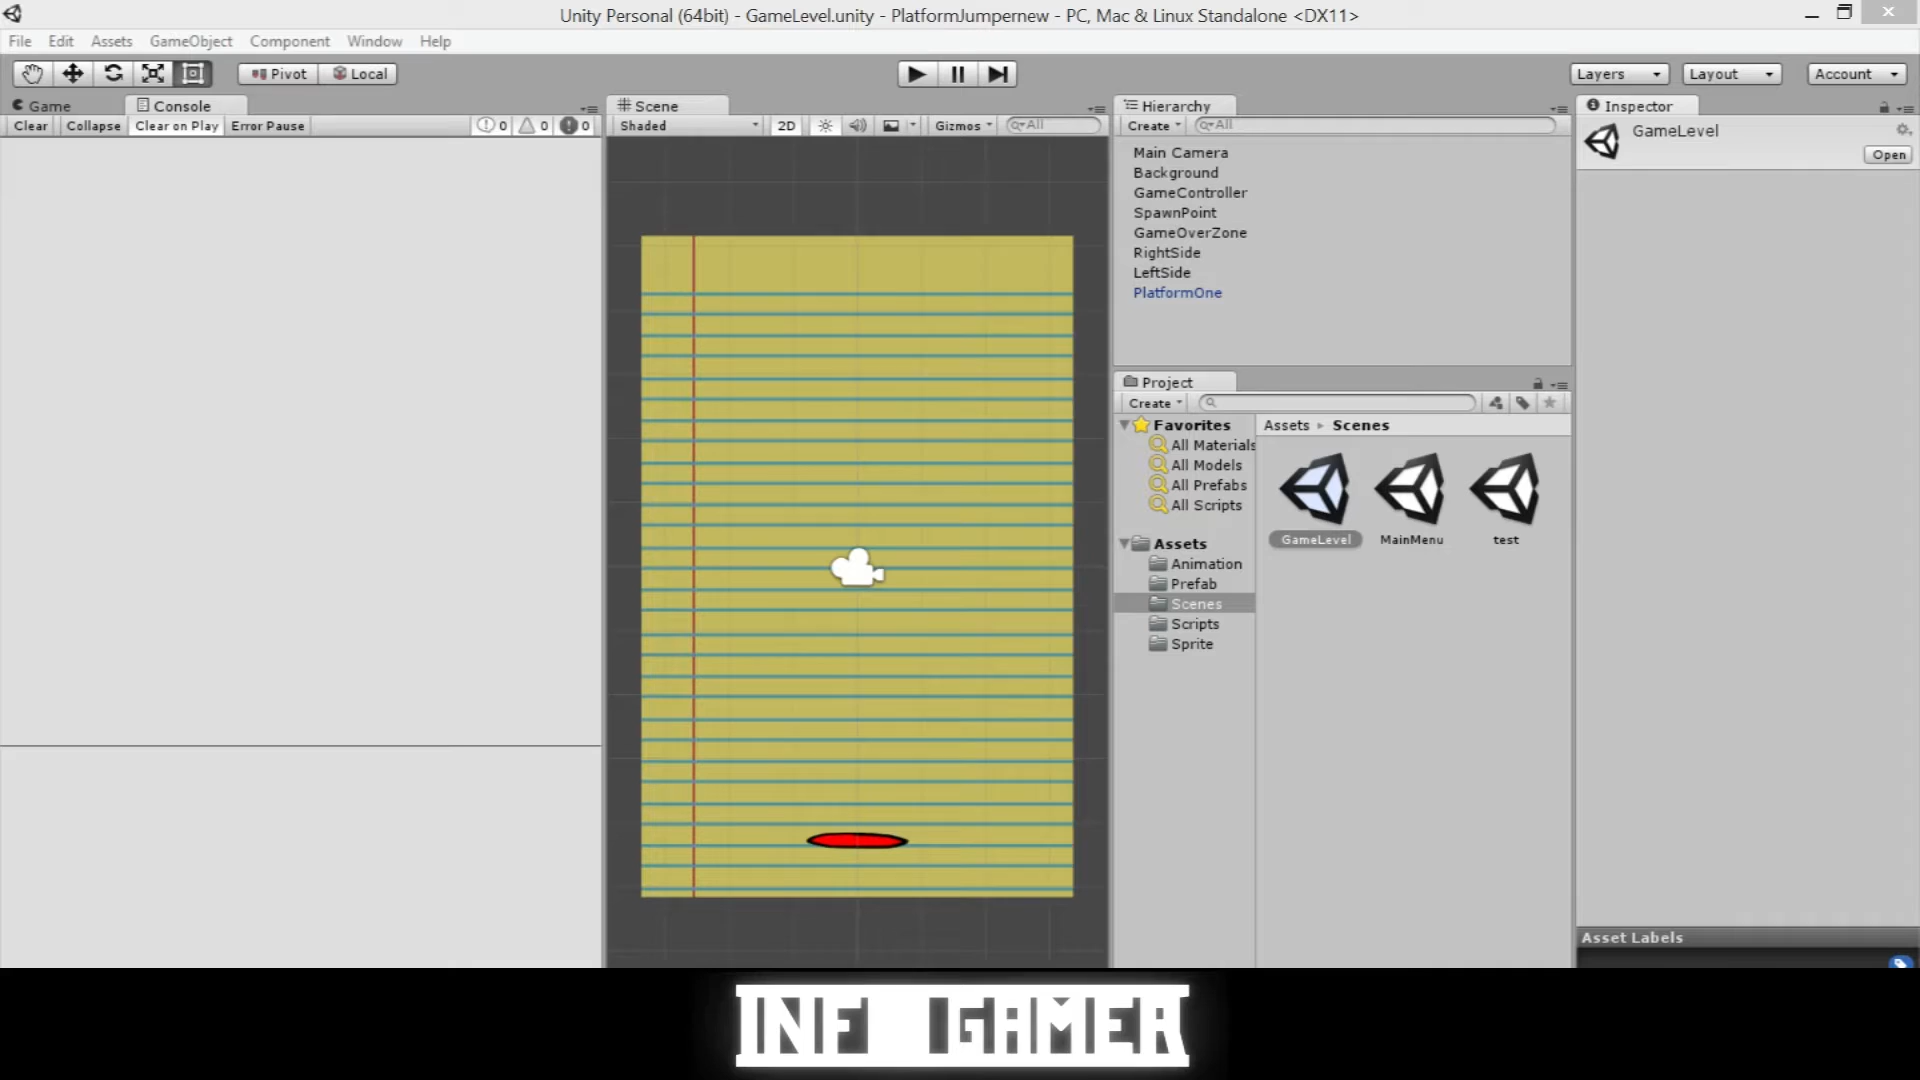 Unity Personal (64bit) - GameLevel.unity - PlatformJumpernew - PC, Mac & Linux Standalone <DX11>
File Edit Assets GameObject Component Window Help
Pivot Local
Layers Layout Account
Game Console
Clear Collapse Clear on Play Error Pause 0 0 0
Scene
Shaded 2D Gizmos All
Hierarchy
Create All
Main Camera
Background
GameController
SpawnPoint
GameOverZone
RightSide
LeftSide
PlatformOne
Project
Create
Favorites
All Materials
All Models
All Prefabs
All Scripts
Assets
Animation
Prefab
Scenes
Scripts
Sprite
Assets Scenes
GameLevel MainMenu test
Inspector
GameLevel
Open
Asset Labels
INF GAMER